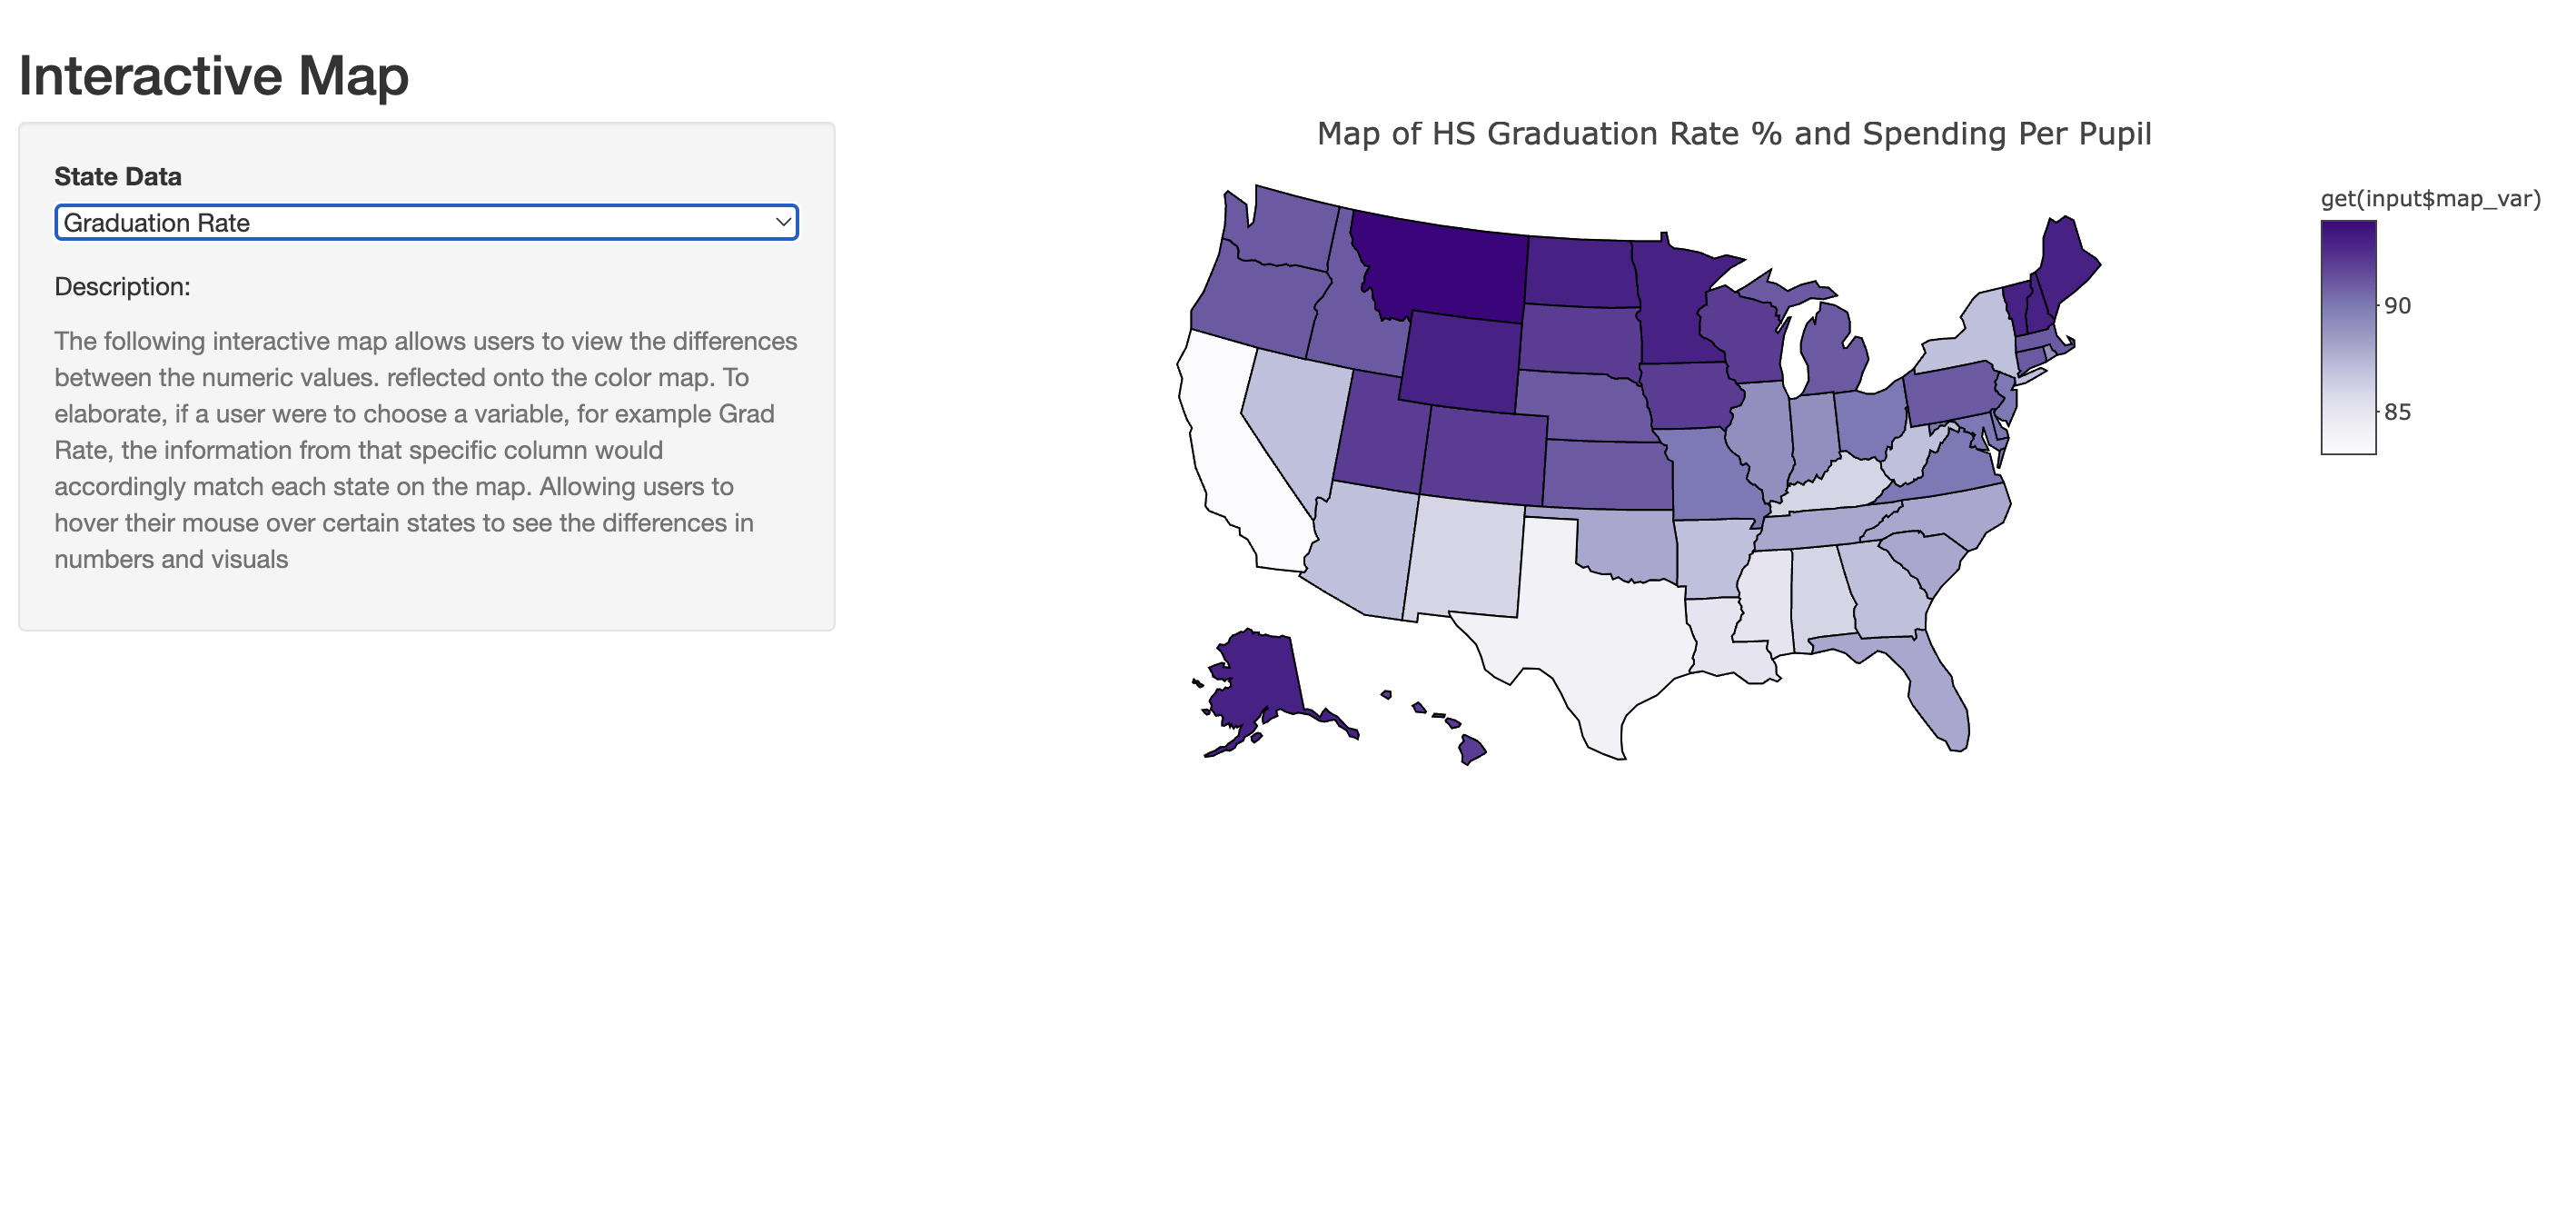 Interactive Map
State Data
Graduation Rate
Description:
The following interactive map allows users to view the differences
between the numeric values. reflected onto the color map. To
elaborate, if a user were to choose a variable, for example Grad
Rate, the information from that specific column would
accordingly match each state on the map. Allowing users to
hover their mouse over certain states to see the differences in
numbers and visuals
Map of HS Graduation Rate % and Spending Per Pupil
get(input$map_var)
90
85